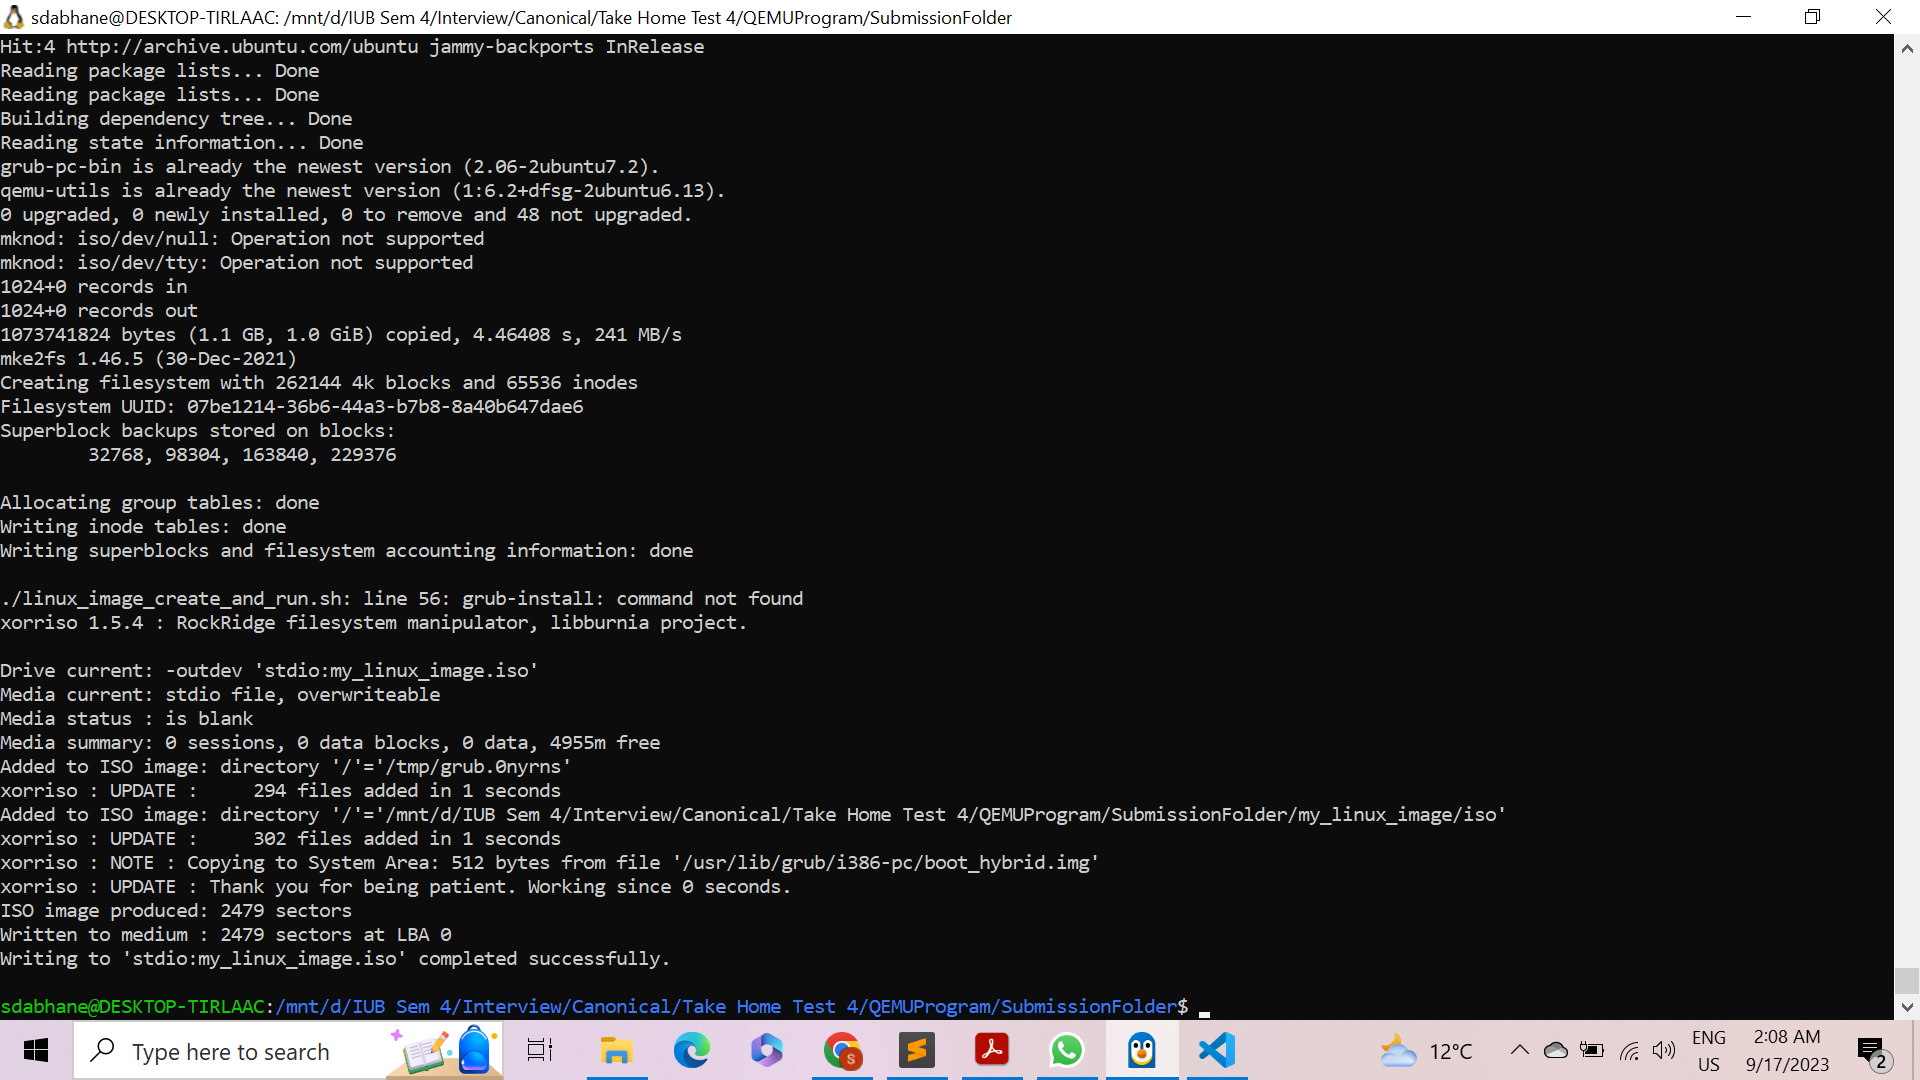 sdabhane@DESKTOP-TIRLAAC: /mnt/d/IUB Sem 4/Interview/Canonical/Take Home Test 4/QEMUProgram/SubmissionFolder
Hit:4 http://archive.ubuntu.com/ubuntu jammy-backports InRelease
Reading package lists... Done
Reading package lists... Done
Building dependency tree... Done
Reading state information... Done
grub-pc-bin is already the newest version (2.06-2ubuntu7.2).
qemu-utils is already the newest version (1:6.2+dfsg-2ubuntu6.13).
0 upgraded, 0 newly installed, 0 to remove and 48 not upgraded.
mknod: iso/dev/null: Operation not supported
mknod: iso/dev/tty: Operation not supported
1024+0 records in
1024+0 records out
1073741824 bytes (1.1 GB, 1.0 GiB) copied, 4.46408 s, 241 MB/s
mke2fs 1.46.5 (30-Dec-2021)
Creating filesystem with 262144 4k blocks and 65536 inodes
Filesystem UUID: 07be1214-36b6-44a3-b7b8-8a40b647dae6
Superblock backups stored on blocks:
        32768, 98304, 163840, 229376

Allocating group tables: done
Writing inode tables: done
Writing superblocks and filesystem accounting information: done

./linux_image_create_and_run.sh: line 56: grub-install: command not found
xorriso 1.5.4 : RockRidge filesystem manipulator, libburnia project.

Drive current: -outdev 'stdio:my_linux_image.iso'
Media current: stdio file, overwriteable
Media status : is blank
Media summary: 0 sessions, 0 data blocks, 0 data, 4955m free
Added to ISO image: directory '/'='/tmp/grub.0nyrns'
xorriso : UPDATE :     294 files added in 1 seconds
Added to ISO image: directory '/'='/mnt/d/IUB Sem 4/Interview/Canonical/Take Home Test 4/QEMUProgram/SubmissionFolder/my_linux_image/iso'
xorriso : UPDATE :     302 files added in 1 seconds
xorriso : NOTE : Copying to System Area: 512 bytes from file '/usr/lib/grub/i386-pc/boot_hybrid.img'
xorriso : UPDATE : Thank you for being patient. Working since 0 seconds.
ISO image produced: 2479 sectors
Written to medium : 2479 sectors at LBA 0
Writing to 'stdio:my_linux_image.iso' completed successfully.

sdabhane@DESKTOP-TIRLAAC:/mnt/d/IUB Sem 4/Interview/Canonical/Take Home Test 4/QEMUProgram/SubmissionFolder$
Type here to search
S
12°C
ENG
US
2:08 AM
9/17/2023
2